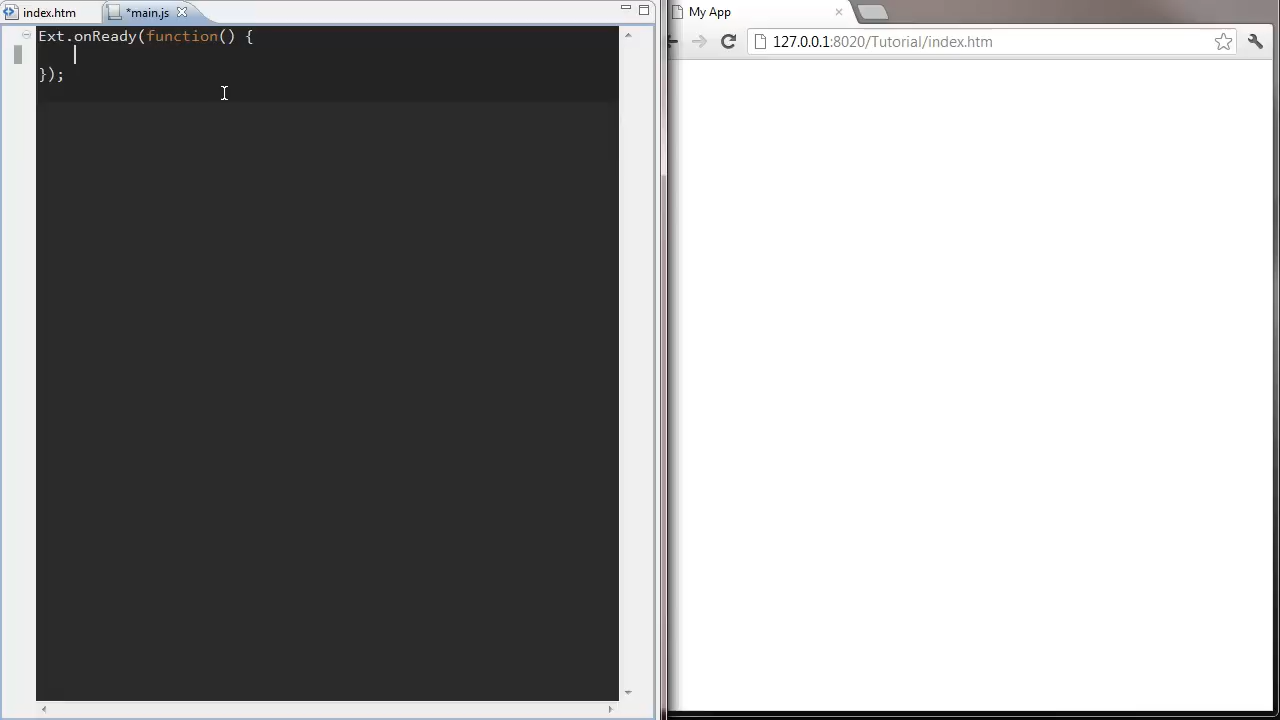 index.htm
*main.js
Ext.onReady(function() {
});
My App
127.0.0.1:8020/Tutorial/index.htm